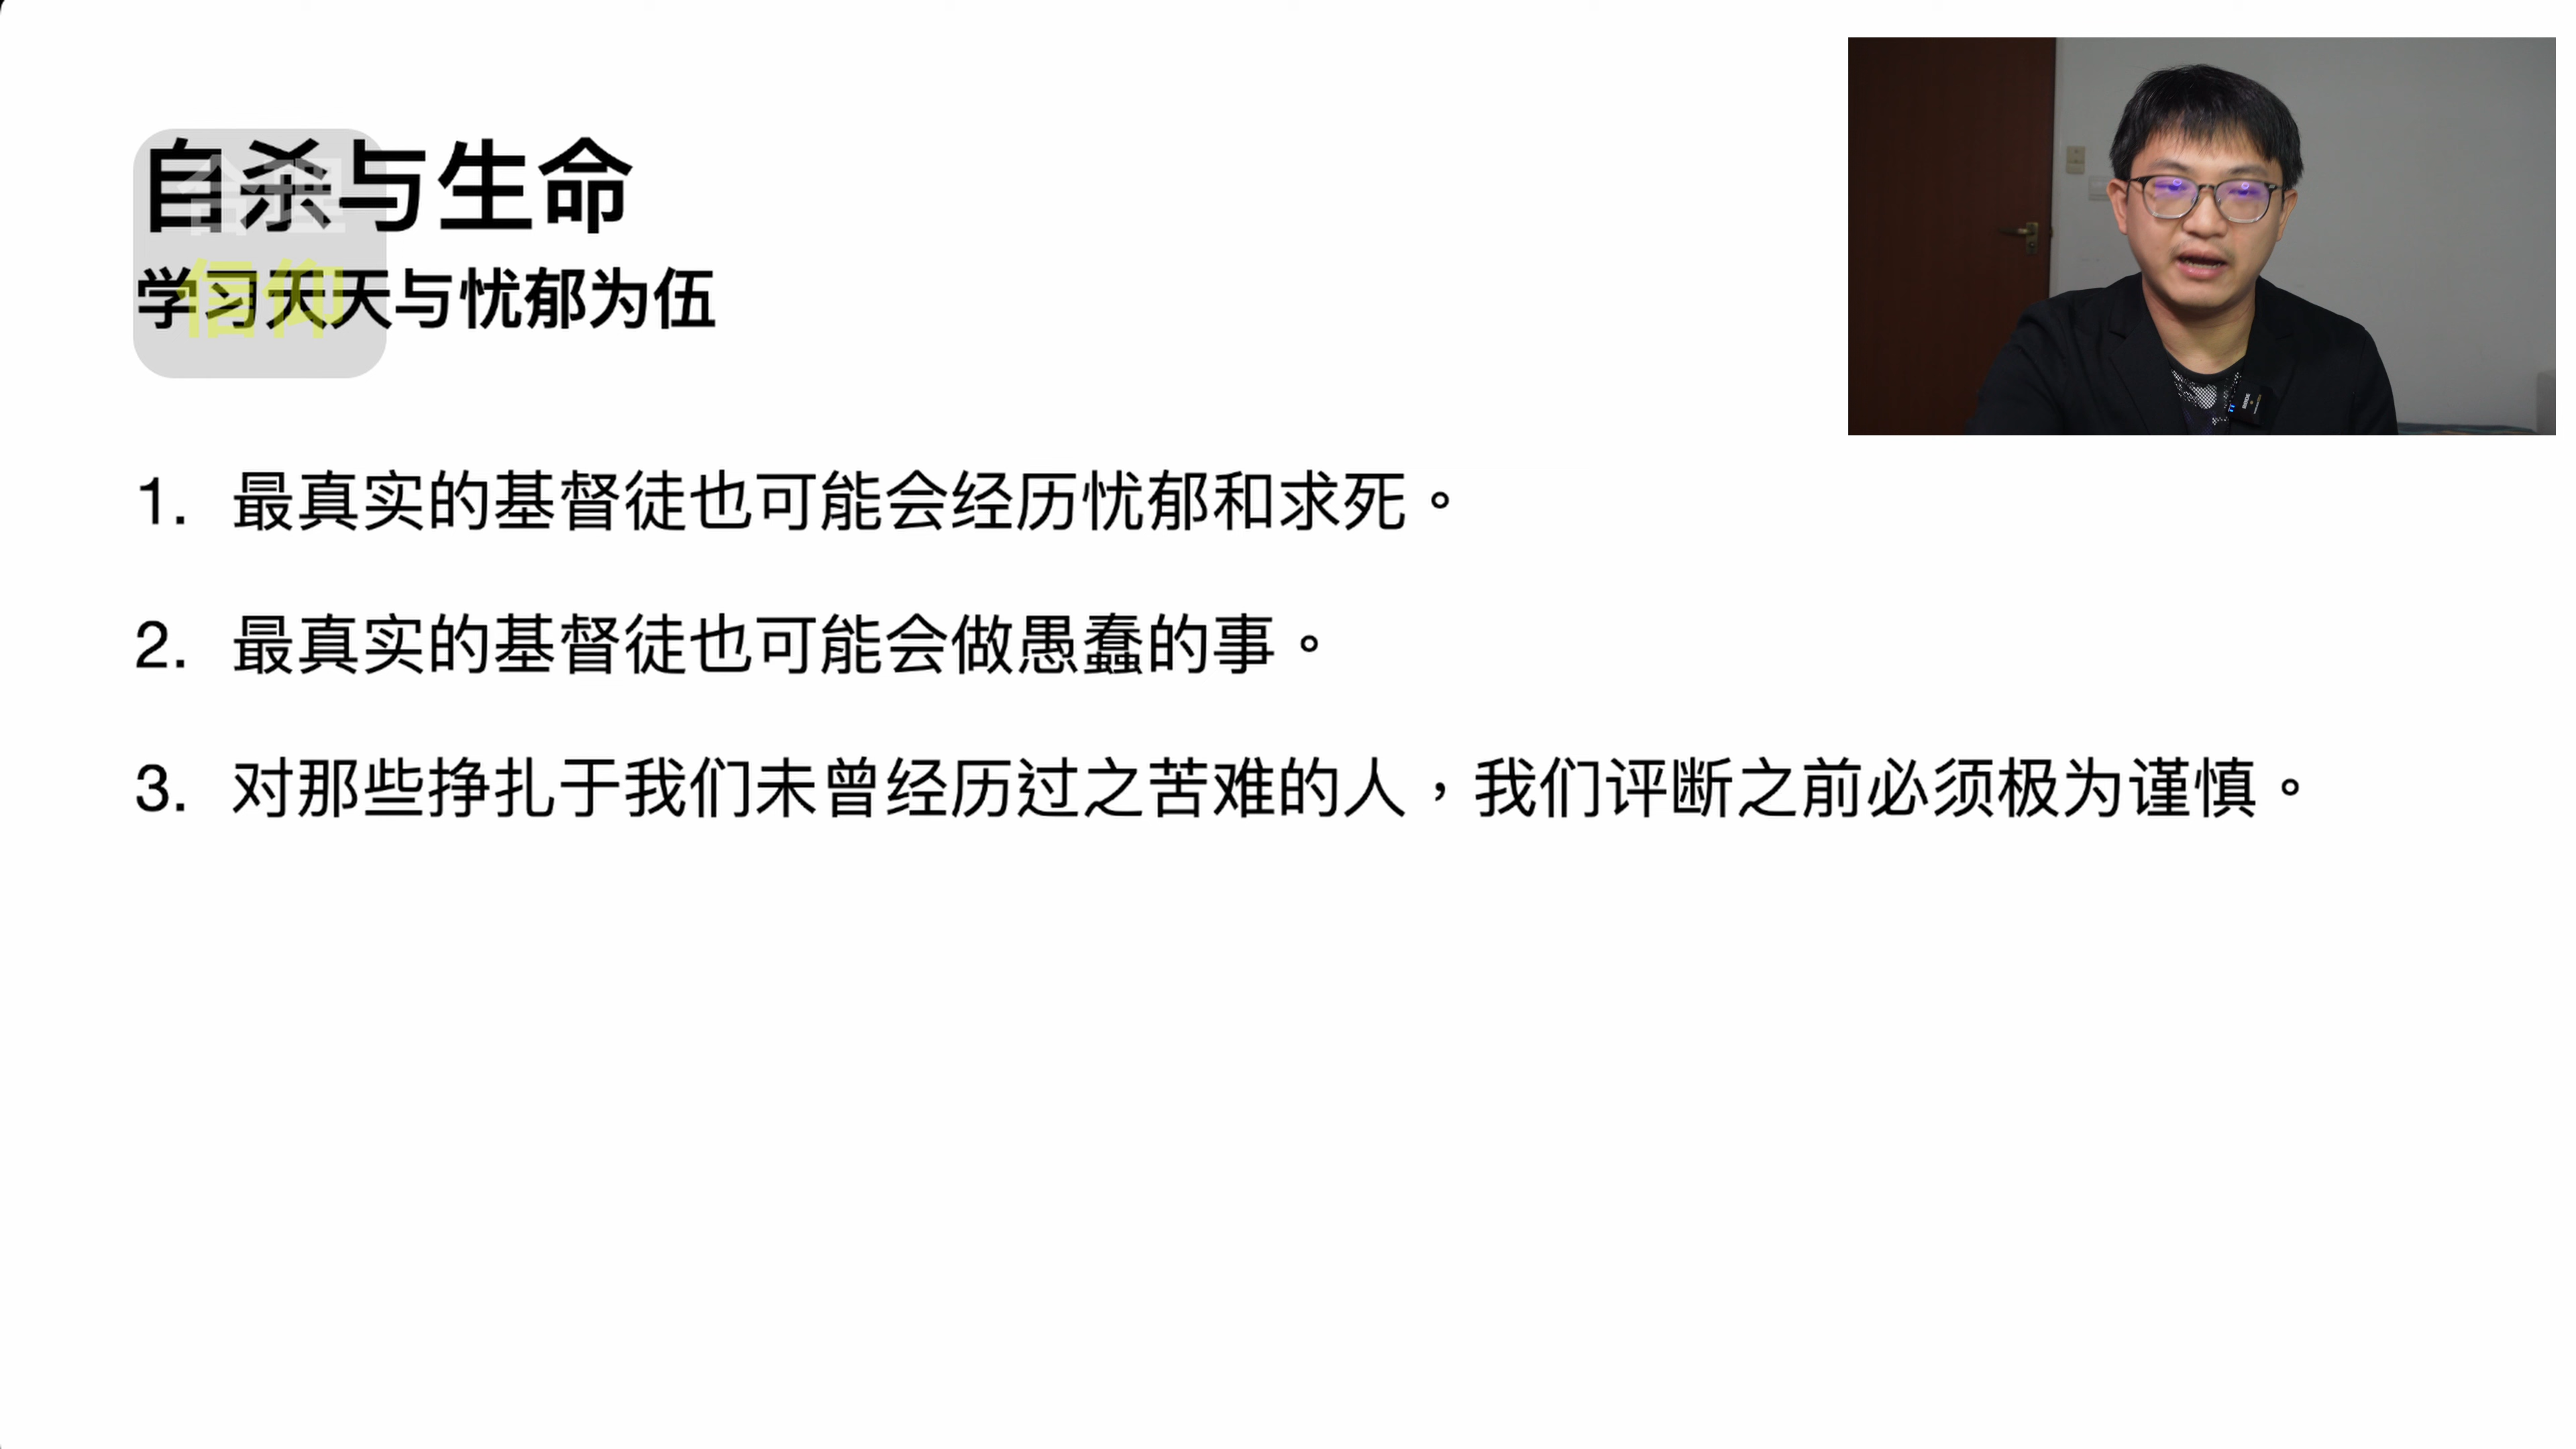 自杀与生命
学习天天与忧郁为伍
合理
信仰
1. 最真实的基督徒也可能会经历忧郁和求死。
2. 最真实的基督徒也可能会做愚蠢的事。
3. 对那些挣扎于我们未曾经历过之苦难的人，我们评断之前必须极为谨慎。